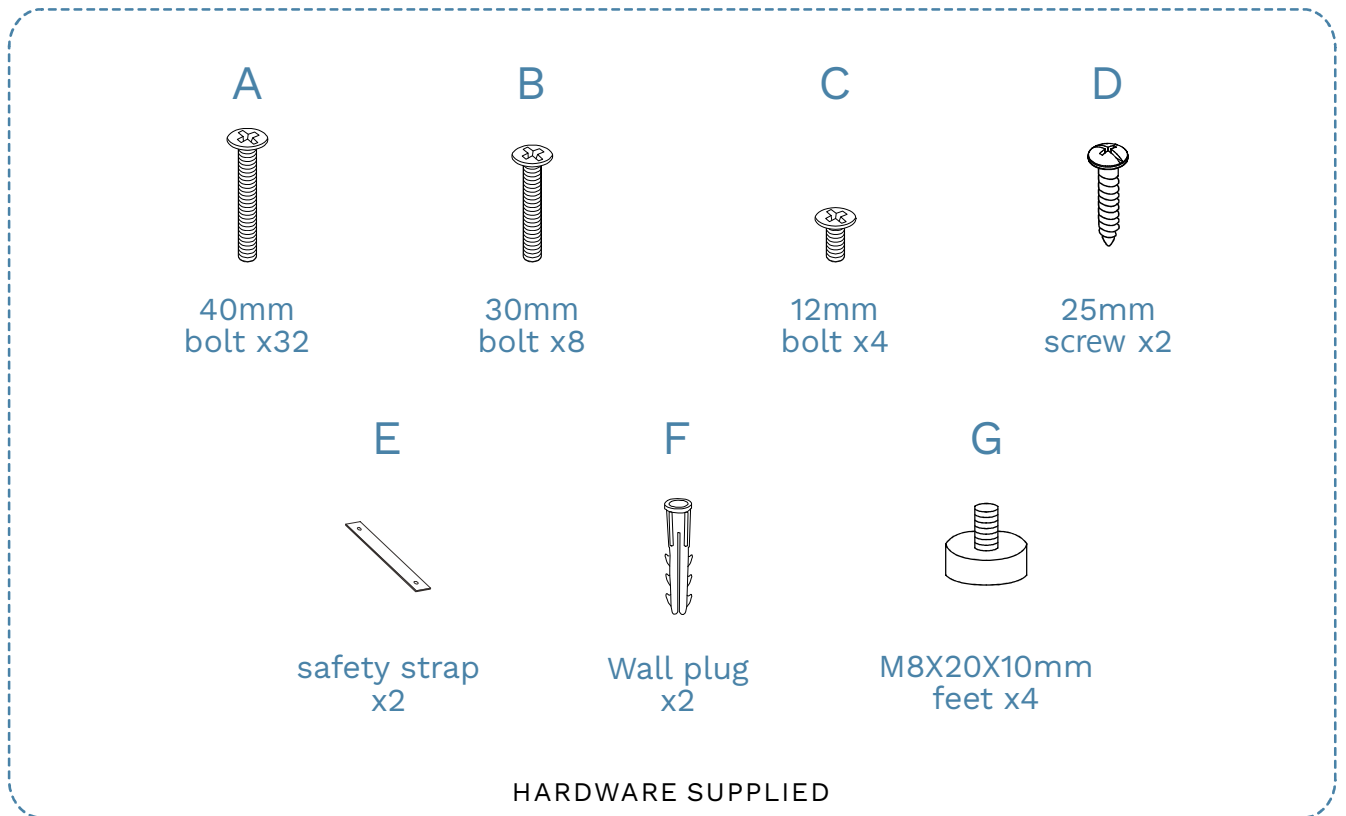 A
B
C
D
40mm
bolt x32
30mm
bolt x8
12mm
bolt x4
25mm
screw x2
E
F
G
safety strap
x2
Wall plug
x2
M8X20X10mm
feet x4
HARDWARE SUPPLIED